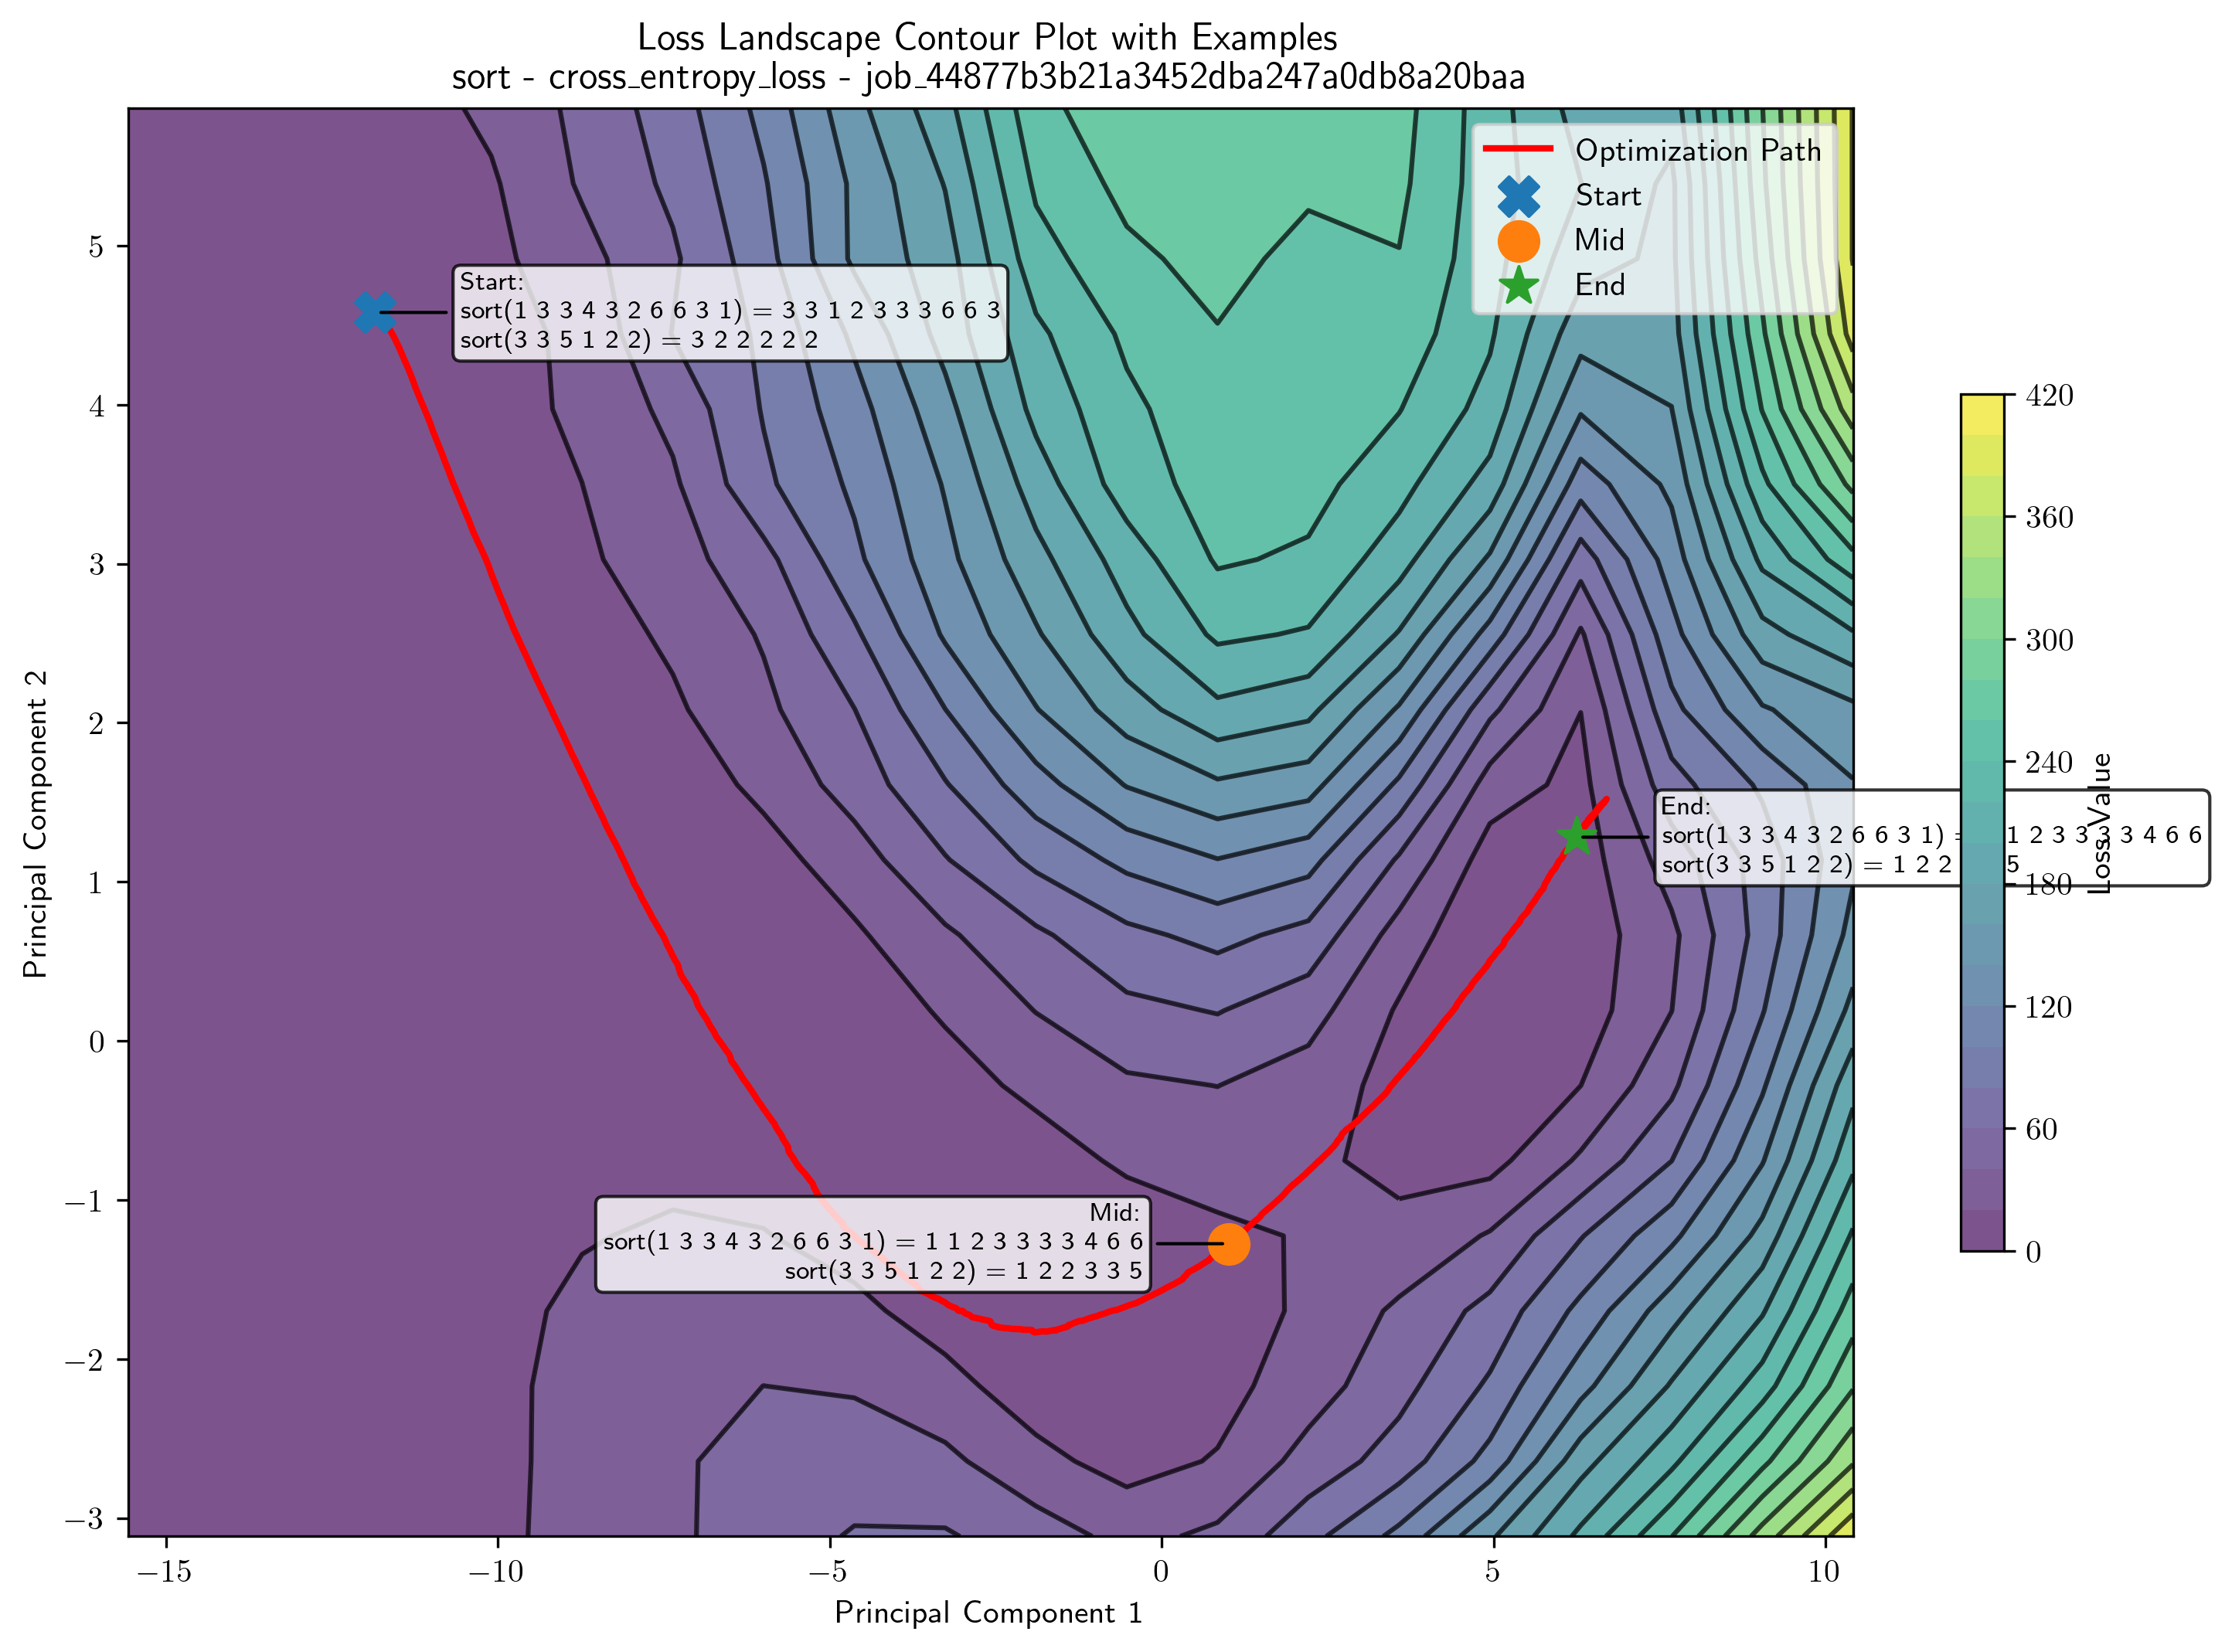 Loss Landscape Contour Plot with Examples
sort - cross_entropy_loss - job_44877b3b21a3452dba247a0db8a20baa
Optimization Path
Start
Mid
End
Start:
sort(1 3 3 4 3 2 6 6 3 1) = 3 3 1 2 3 3 3 6 6 3
sort(3 3 5 1 2 2) = 3 2 2 2 2 2
Mid:
sort(1 3 3 4 3 2 6 6 3 1) = 1 1 2 3 3 3 3 4 6 6
sort(3 3 5 1 2 2) = 1 2 2 3 3 5
End:
sort(1 3 3 4 3 2 6 6 3 1) = 1 2 3 3 3 3 4 6 6
sort(3 3 5 1 2 2) = 1 2 2 5
Principal Component 2
5
4
3
2
1
0
−1
−2
−3
−15
−10
−5
0
5
10
Principal Component 1
420
360
300
240
180
120
60
0
Loss Value